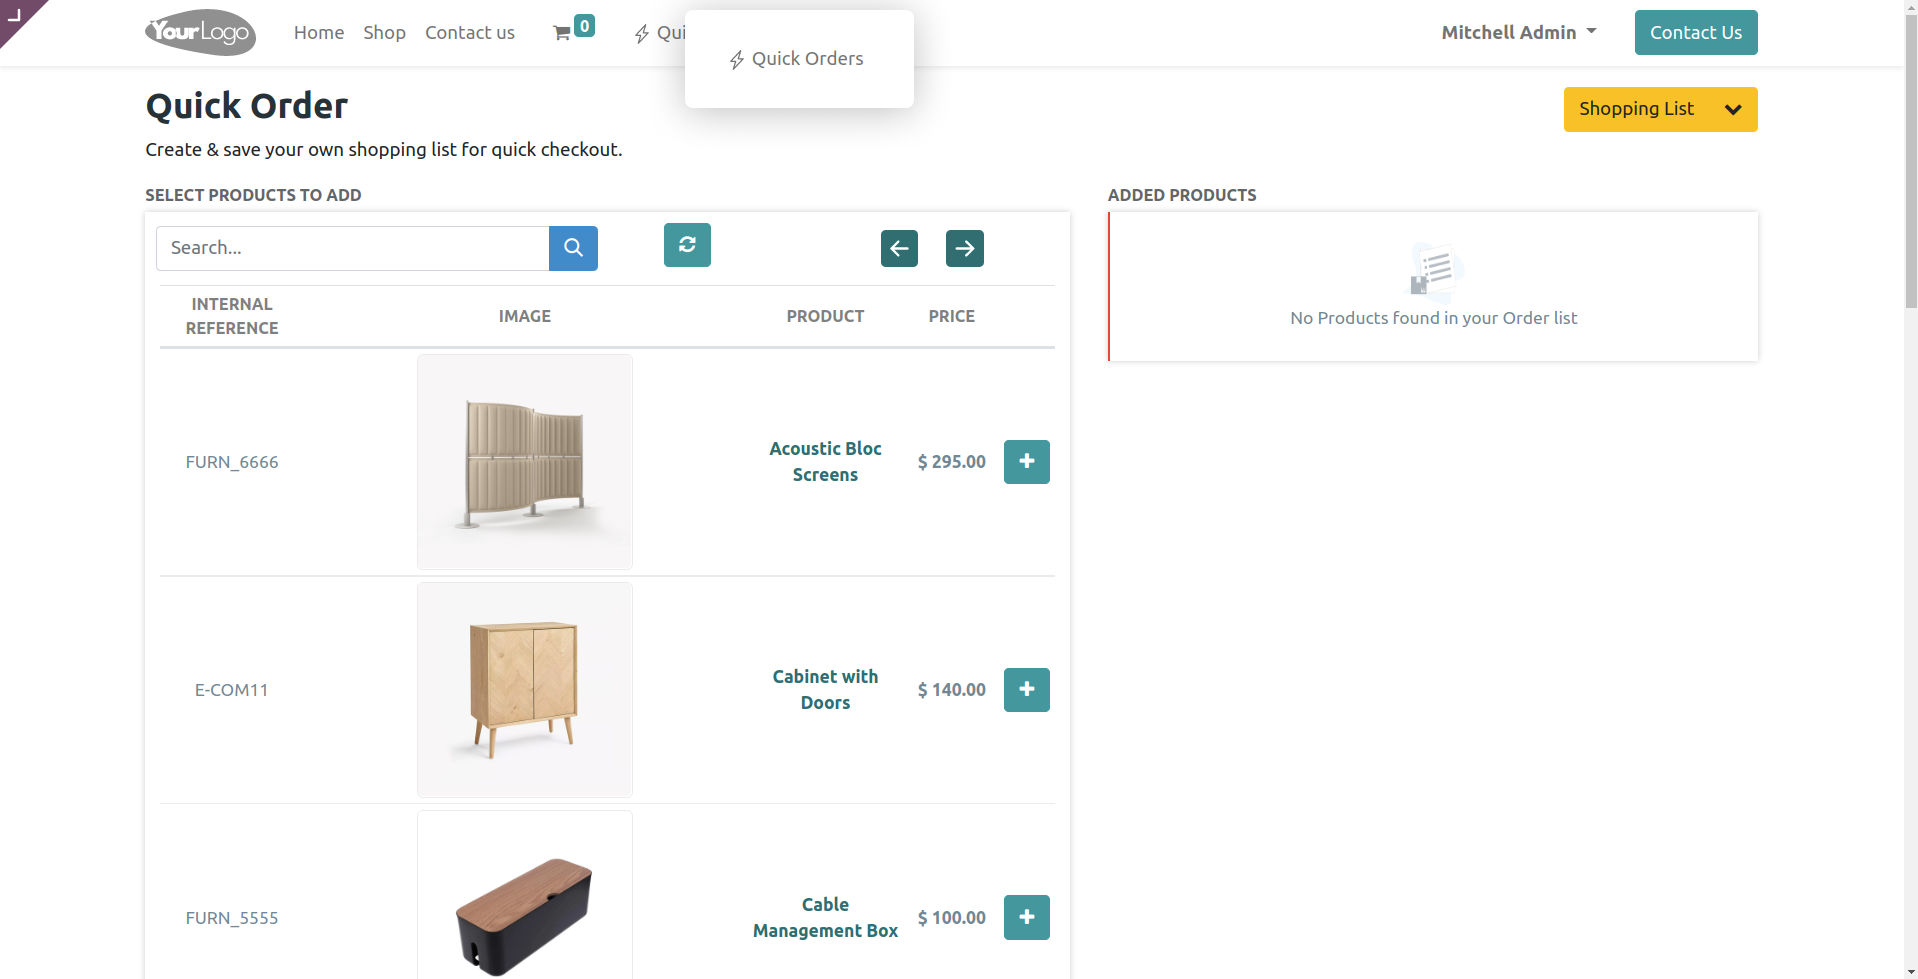 YourLogo
Home Shop Contact us 0 Qui
Quick Orders
Mitchell Admin Contact Us
Quick Order
Shopping List
Create & save your own shopping list for quick checkout.
SELECT PRODUCTS TO ADD
ADDED PRODUCTS
Search...
No Products found in your Order list
INTERNAL
REFERENCE
IMAGE PRODUCT PRICE
FURN_6666
Acoustic Bloc
Screens
$ 295.00
E-COM11
Cabinet with
Doors
$ 140.00
FURN_5555
Cable
Management Box
$ 100.00